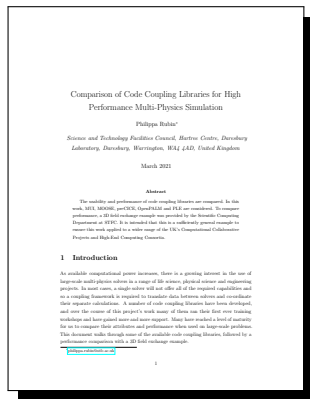 Comparison of Code Coupling Libraries for High
Performance Multi-Physics Simulation
Philippa Rubin*
Science and Technology Facilities Council, Hartree Centre, Daresbury
Laboratory, Daresbury, Warrington, WA4 4AD, United Kingdom
March 2021
Abstract
The usability and performance of code coupling libraries are compared. In this
work, MUI, MOOSE, preCICE, OpenPALM and PLE are considered. To compare
performance, a 3D field exchange example was provided by the Scientific Computing
Department at STFC. It is intended that this is a sufficiently general example to
ensure this work applied to a wider range of the UK's Computational Collaborative
Projects and High-End Computing Consortia.
1 Introduction
As available computational power increases, there is a growing interest in the use of
large-scale multi-physics solvers in a range of life science, physical science and engineering
projects. In most cases, a single solver will not offer all of the required capabilities and
so a coupling framework is required to translate data between solvers and co-ordinate
their separate calculations. A number of code coupling libraries have been developed,
and over the course of this project's work many of them ran their first ever training
workshops and have gained more and more support. Many have reached a level of maturity
for us to compare their attributes and performance when used on large-scale problems.
This document walks through some of the available code coupling libraries, followed by a
performance comparison with a 3D field exchange example.
*philippa.rubin@stfc.ac.uk
1